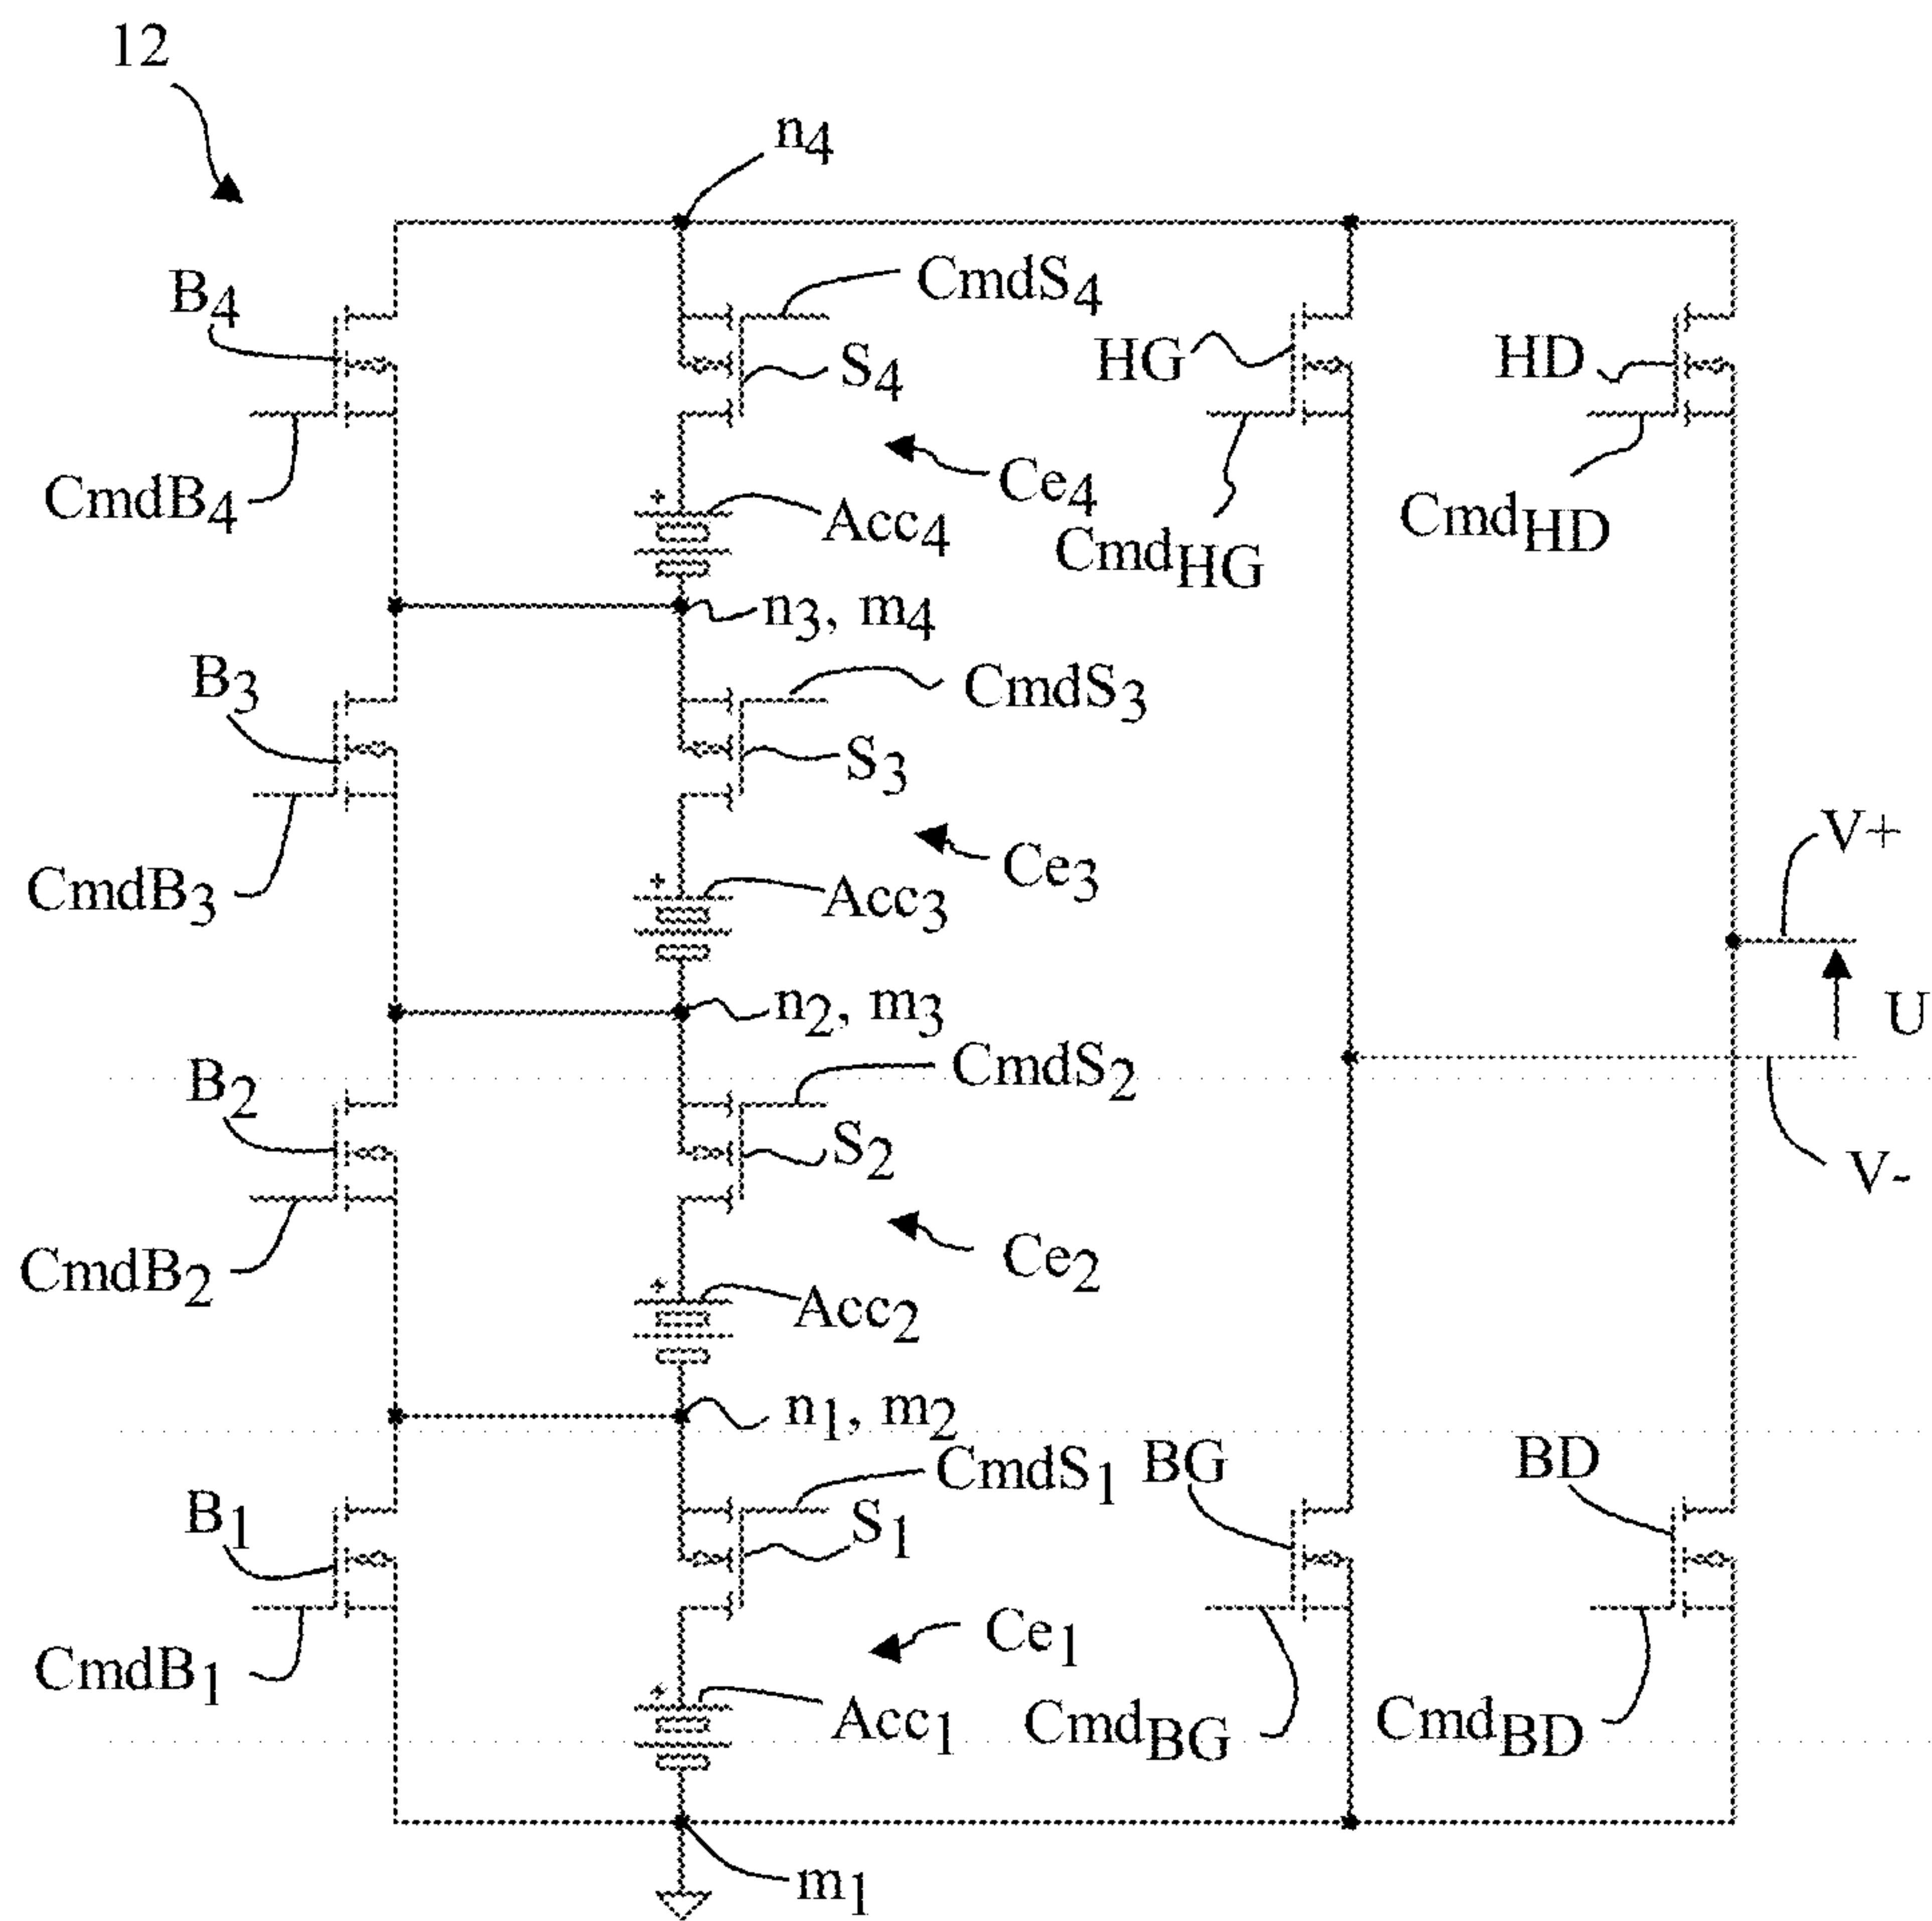 12
n4
B4
CmdS4
S4
HG
HD
CmdB4
Ce4
Acc4
CmdHG
CmdHD
n3, m4
B3
CmdS3
S3
V+
CmdB3
Ce3
Acc3
n2, m3
U
B2
CmdS2
S2
V-
CmdB2
Ce2
Acc2
n1, m2
B1
CmdS1
S1
BG
BD
CmdB1
Ce1
Acc1
CmdBG
CmdBD
m1
+
+
+
+